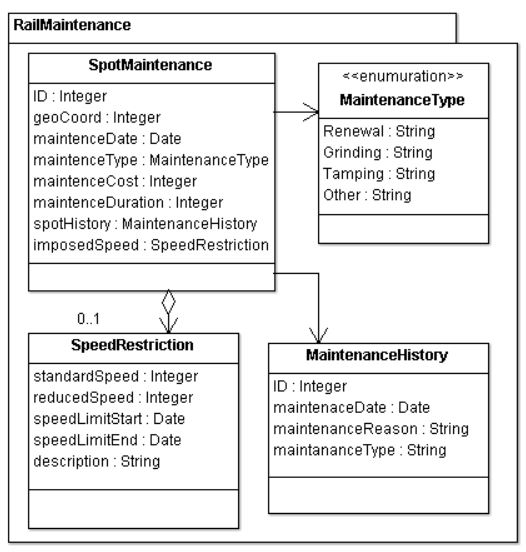 RailMaintenance
SpotMaintenance
ID : Integer
geoCoord : Integer
maintenceDate : Date
maintenceType : MaintenanceType
maintenceCost : Integer
maintenceDuration : Integer
spotHistory : MaintenanceHistory
imposedSpeed : SpeedRestriction
<<enumuration>>
MaintenanceType
Renewal : String
Grinding : String
Tamping : String
Other : String
0..1
SpeedRestriction
standardSpeed : Integer
reducedSpeed : Integer
speedLimitStart : Date
speedLimitEnd : Date
description : String
MaintenanceHistory
ID : Integer
maintenaceDate : Date
maintenanceReason : String
maintananceType : String